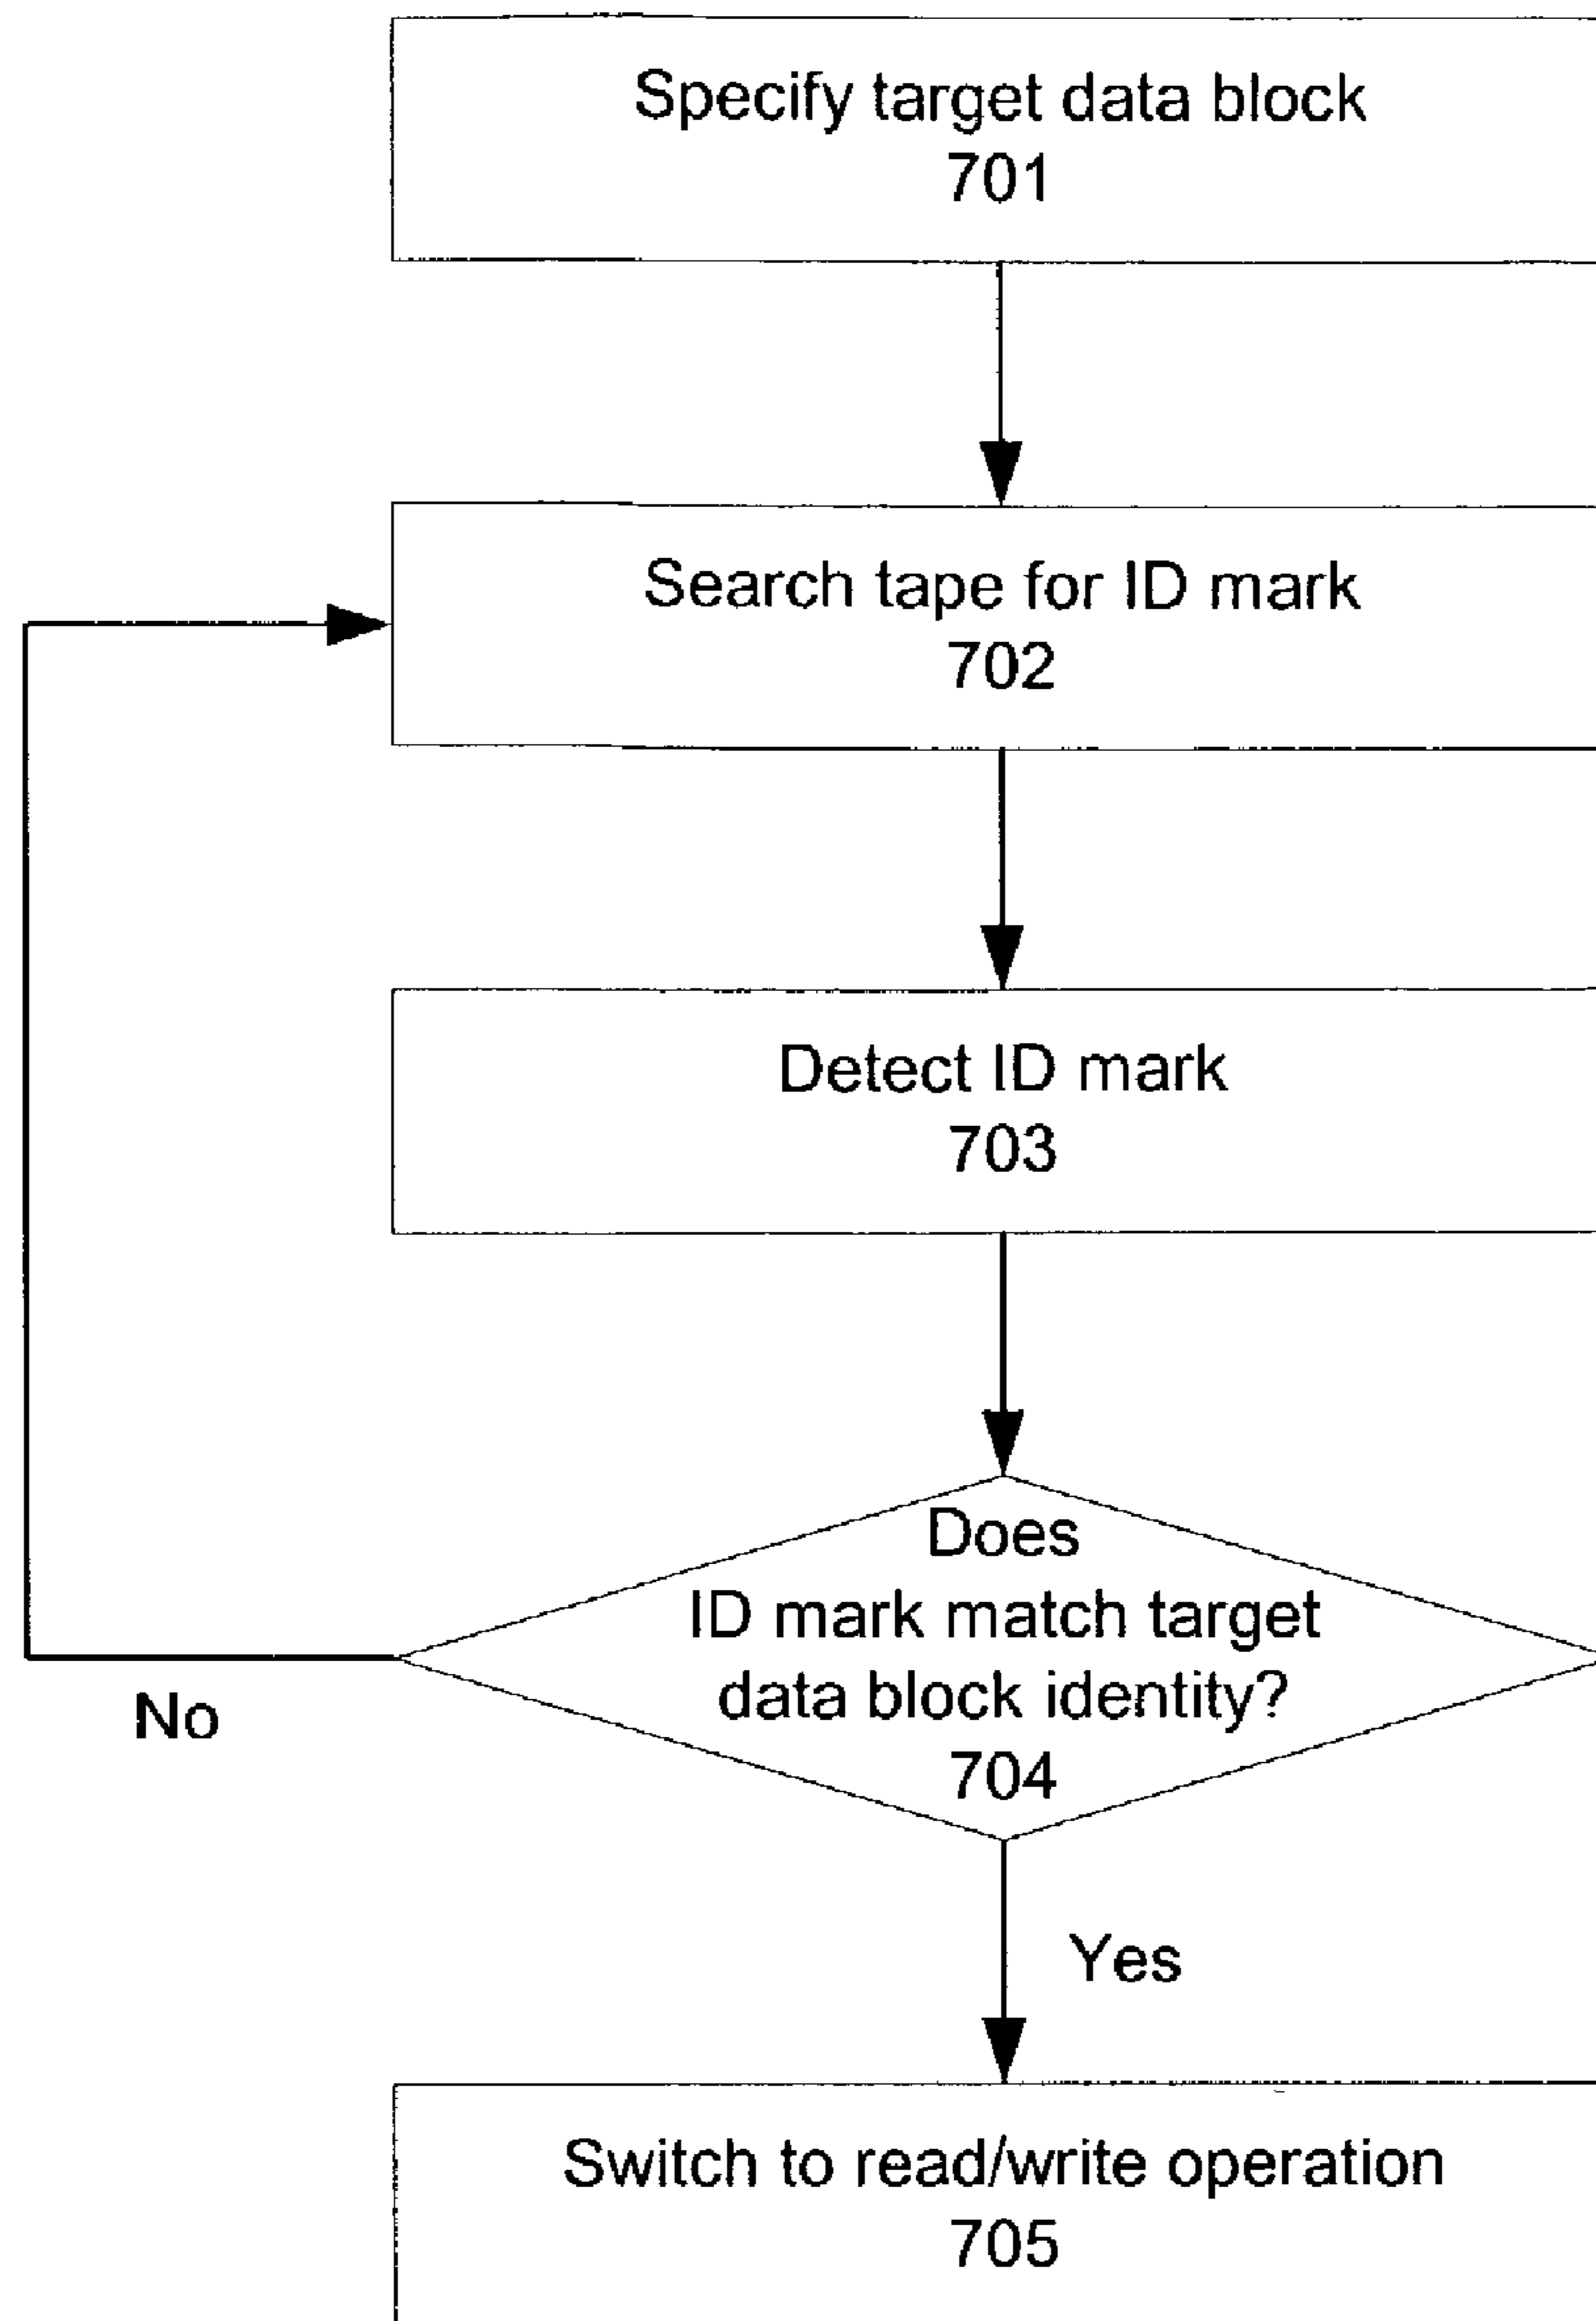 Specify target data block
701
Search tape for ID mark
702
Detect ID mark
703
Does
ID mark match target
data block identity?
704
No
Yes
Switch to read/write operation
705